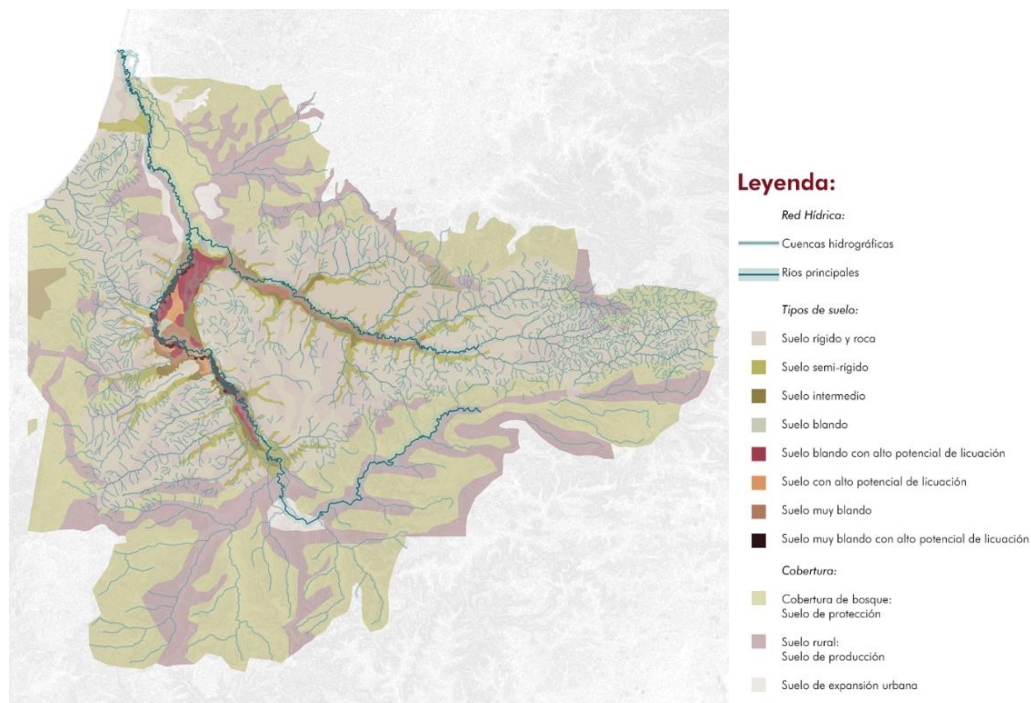 Leyenda:
Red Hídrica:
Cuencas hidrográficas
Ríos principales
Tipos de suelo:
Suelo rígido y roca
Suelo semi-rígido
Suelo intermedio
Suelo blando
Suelo blando con alto potencial de licuación
Suelo con alto potencial de licuación
Suelo muy blando
Suelo muy blando con alto potencial de licuación
Cobertura:
Cobertura de bosque:
Suelo de protección
Suelo rural:
Suelo de producción
Suelo de expansión urbana